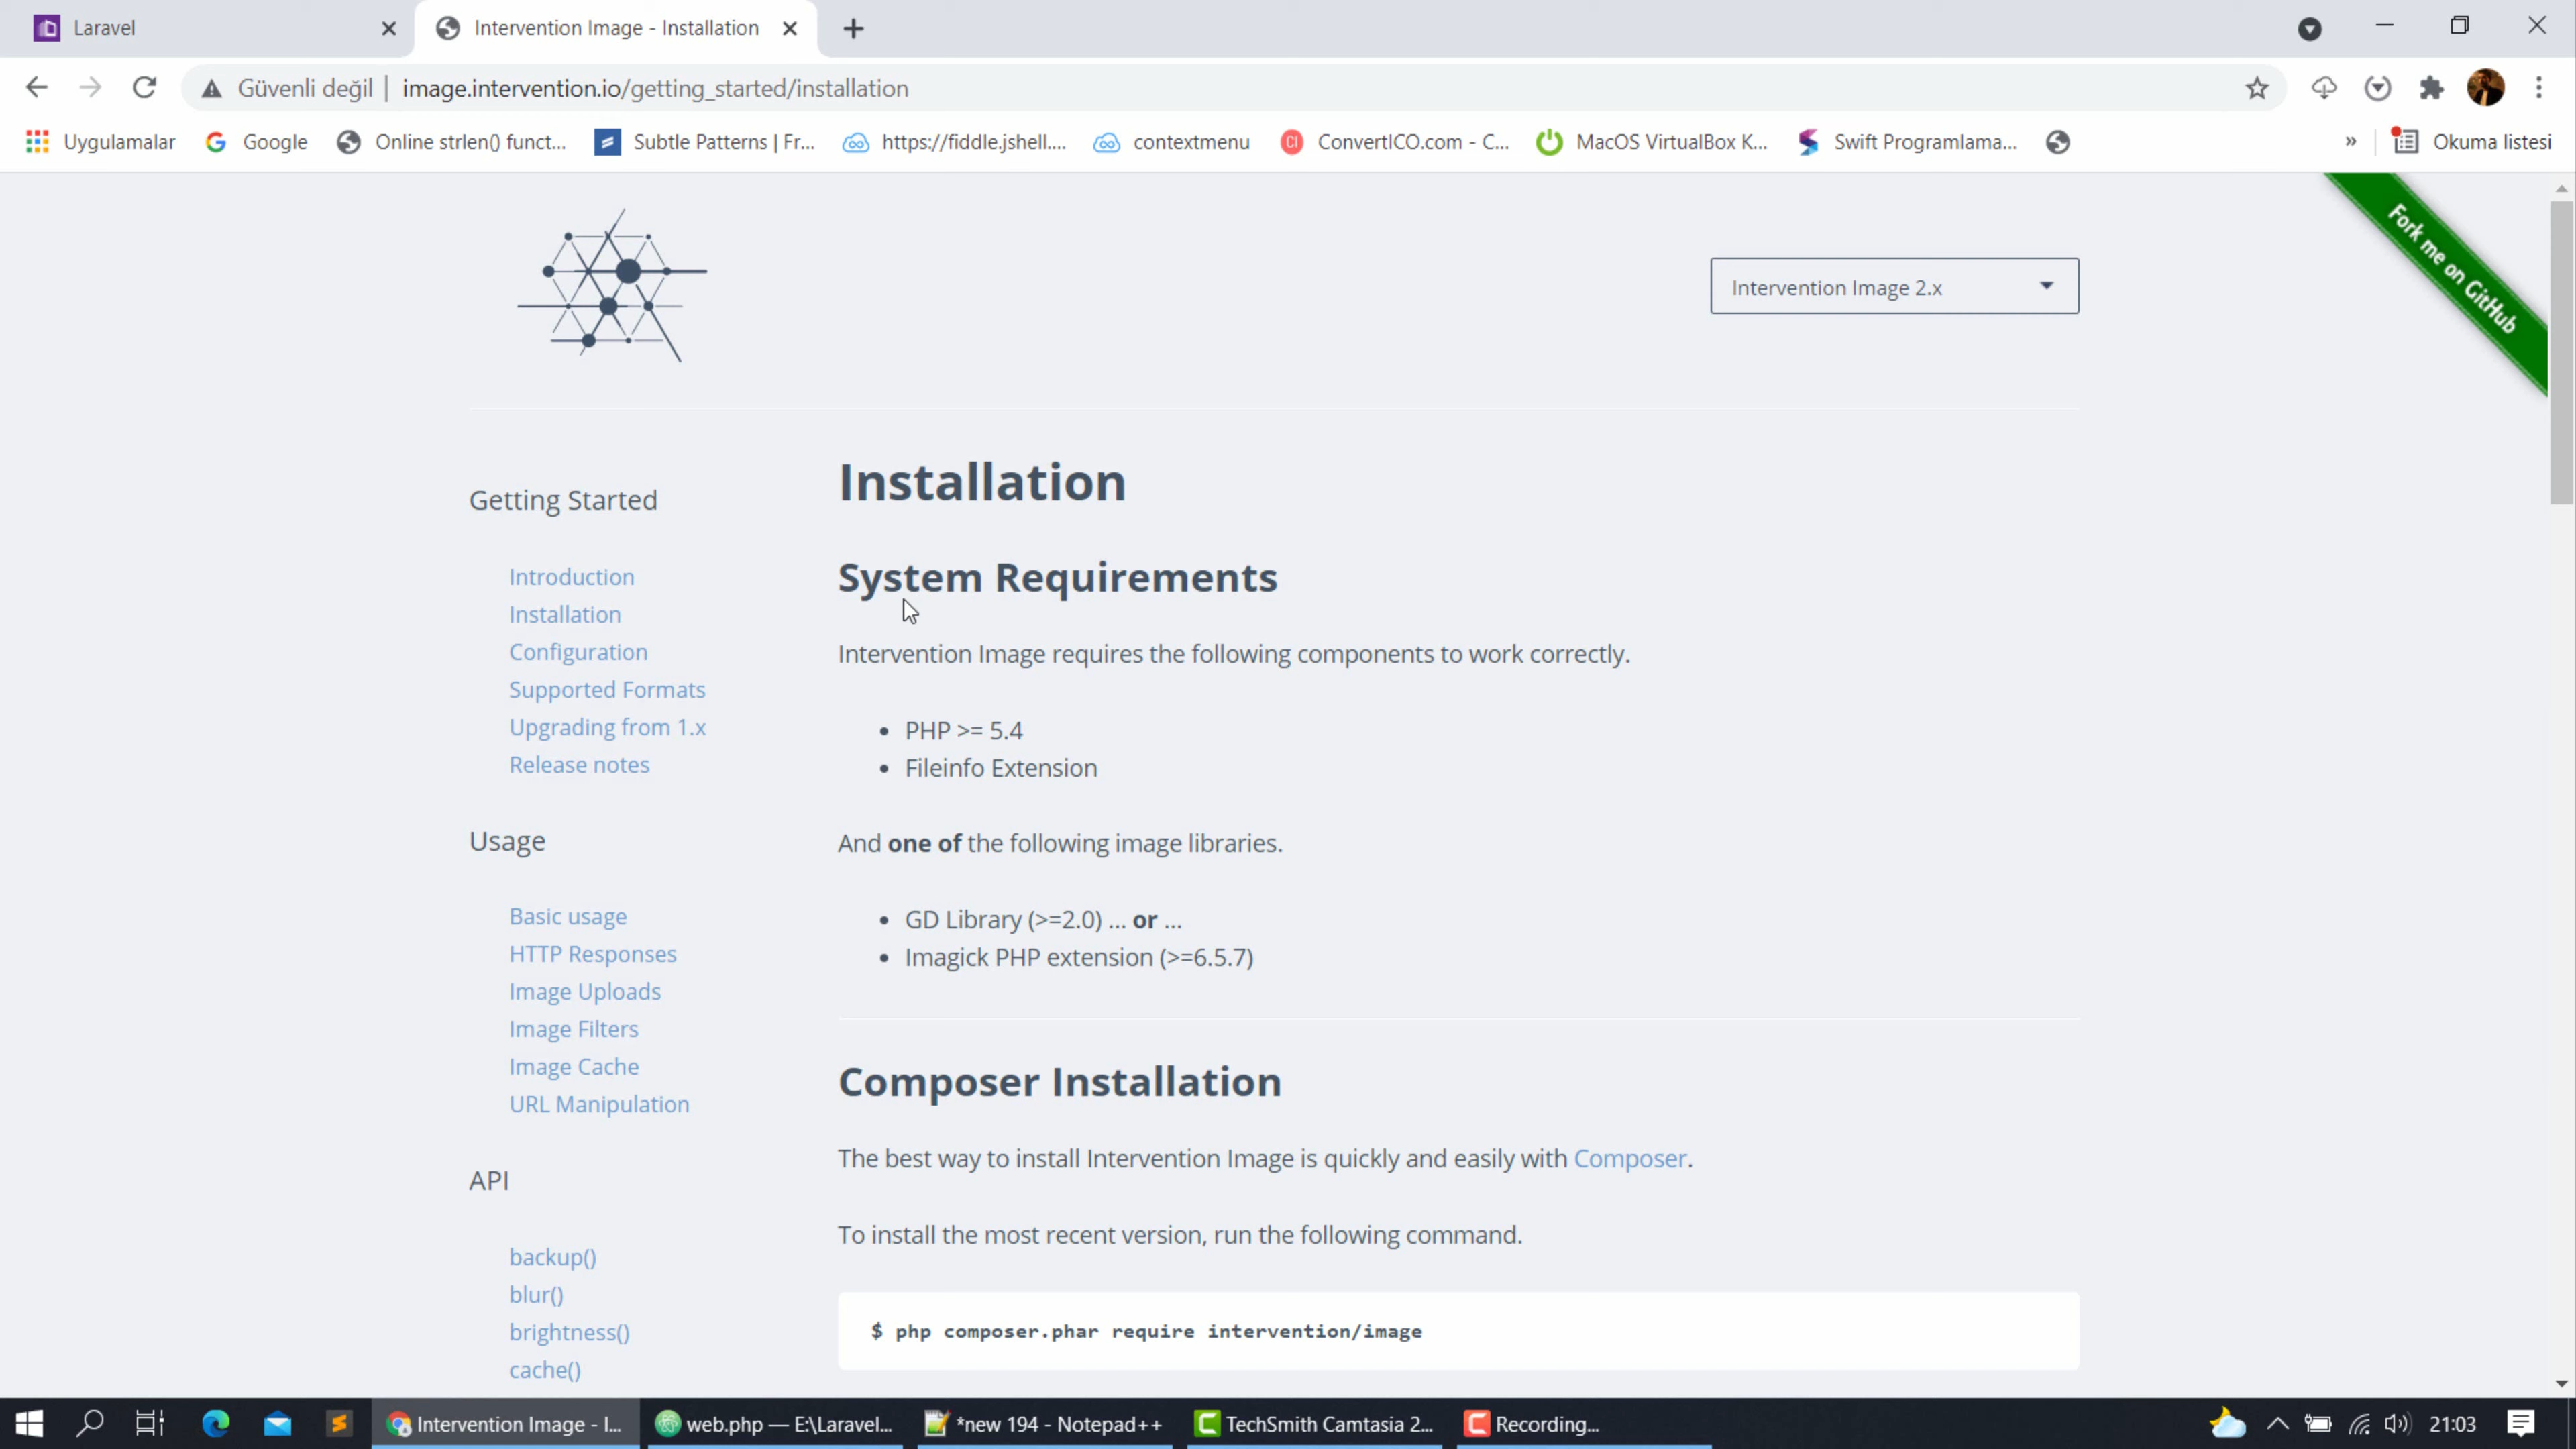 Laravel
Intervention Image - Installation
Güvenli değil
image.intervention.io/getting_started/installation
Uygulamalar
Google
Online strlen() funct...
Subtle Patterns | Fr...
https://fiddle.jshell....
contextmenu
CI
ConvertICO.com - C...
MacOS VirtualBox K...
Swift Programlama...
»
Okuma listesi
Fork me on GitHub
Intervention Image 2.x
Getting Started
Introduction
Installation
Configuration
Supported Formats
Upgrading from 1.x
Release notes
Usage
Basic usage
HTTP Responses
Image Uploads
Image Filters
Image Cache
URL Manipulation
API
backup()
blur()
brightness()
cache()
Installation
System Requirements
Intervention Image requires the following components to work correctly.
• PHP >= 5.4
• Fileinfo Extension
And one of the following image libraries.
• GD Library (>=2.0) ... or ...
• Imagick PHP extension (>=6.5.7)
Composer Installation
The best way to install Intervention Image is quickly and easily with Composer.
To install the most recent version, run the following command.
$ php composer.phar require intervention/image
Intervention Image - I...
web.php — E:\Laravel...
*new 194 - Notepad++
TechSmith Camtasia 2...
Recording...
21:03